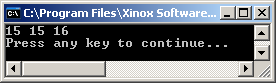 C:\Program Files\Xinox Software...
15 15 16
Press any key to continue...